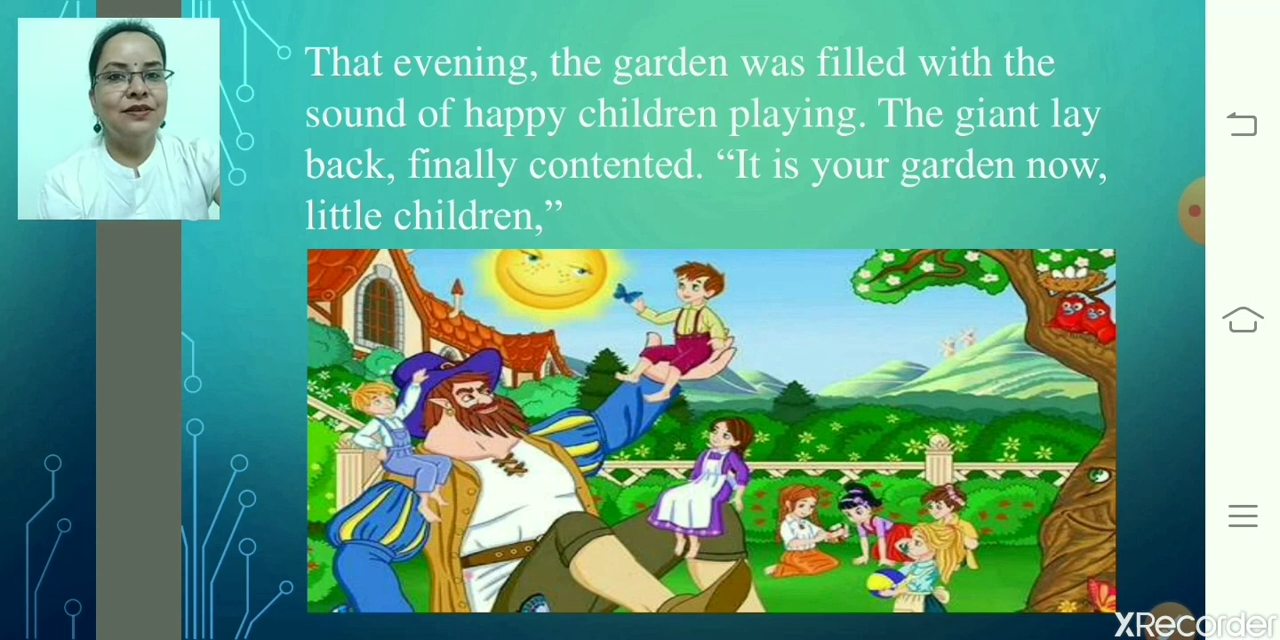 That evening, the garden was filled with the
sound of happy children playing. The giant lay
back, finally contented. “It is your garden now,
little children,”
XRecorder